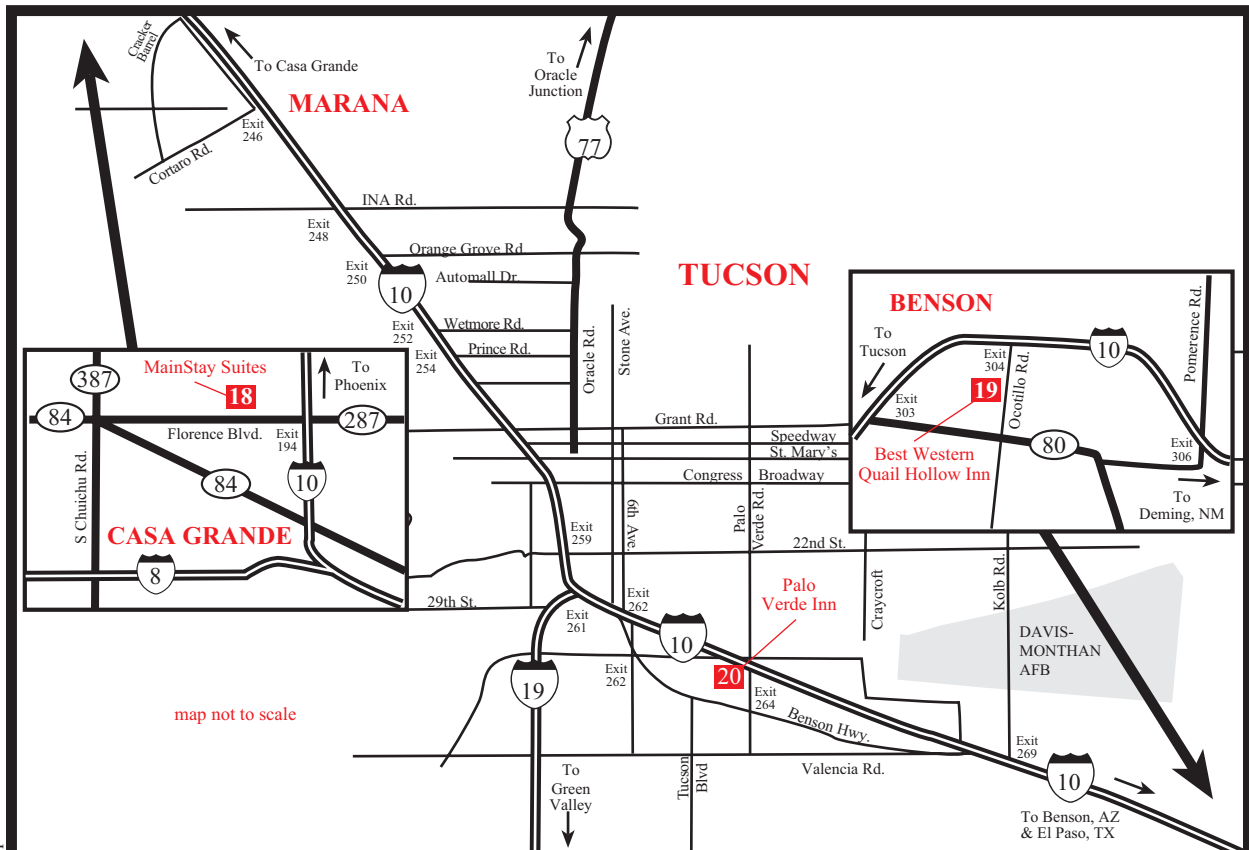 Cracker
Barrel
To Casa Grande
MARANA
Exit
246
Cortaro Rd.
To
Oracle
Junction
77
INA Rd.
Exit
248
Orange Grove Rd.
Exit
250
Automall Dr.
10
TUCSON
Wetmore Rd.
Exit
252
Prince Rd.
Exit
254
Oracle Rd.
Stone Ave.
387
MainStay Suites
18
To
Phoenix
84
287
Florence Blvd.
Exit
194
84
10
S Chuichu Rd.
CASA GRANDE
8
BENSON
To
Tucson
Exit
304
10
Pomerence Rd.
Ocotillo Rd.
19
Exit
303
80
Exit
306
Best Western
Quail Hollow Inn
To
Deming, NM
Grant Rd.
Speedway
St. Mary's
Congress
Broadway
6th Ave.
Palo
Verde Rd.
Exit
259
22nd St.
29th St.
Exit
262
Exit
261
10
Palo
Verde Inn
Craycroft
Kolb Rd.
DAVIS-
MONTHAN
AFB
19
Exit
262
20
Exit
264
Benson Hwy.
map not to scale
Exit
269
Valencia Rd.
To
Green
Valley
Tucson
Blvd
10
To Benson, AZ
& El Paso, TX